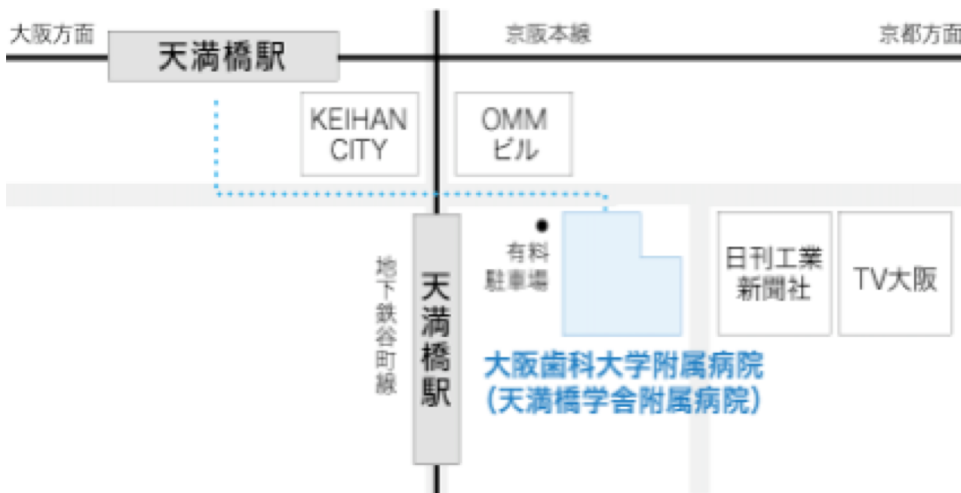 大阪方面
京阪本線
京都方面
天満橋駅
KEIHAN
CITY
OMM
ビル
有料
駐車場
日刊工業
新聞社
TV大阪
地下鉄谷町線
天満橋駅
大阪歯科大学附属病院
（天満橋学舎附属病院）